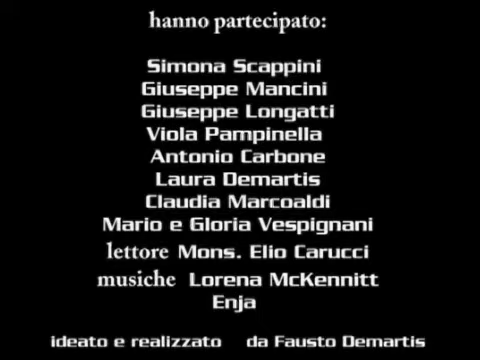 hanno partecipato:
Simona Scappini
Giuseppe Mancini
Giuseppe Longatti
Viola Pampinella
Antonio Carbone
Laura Demartis
Claudia Marcoaldi
Mario e Gloria Vespignani
lettore Mons. Elio Carucci
musiche Lorena McKennitt
Enja
ideato e realizzato da Fausto Demartis